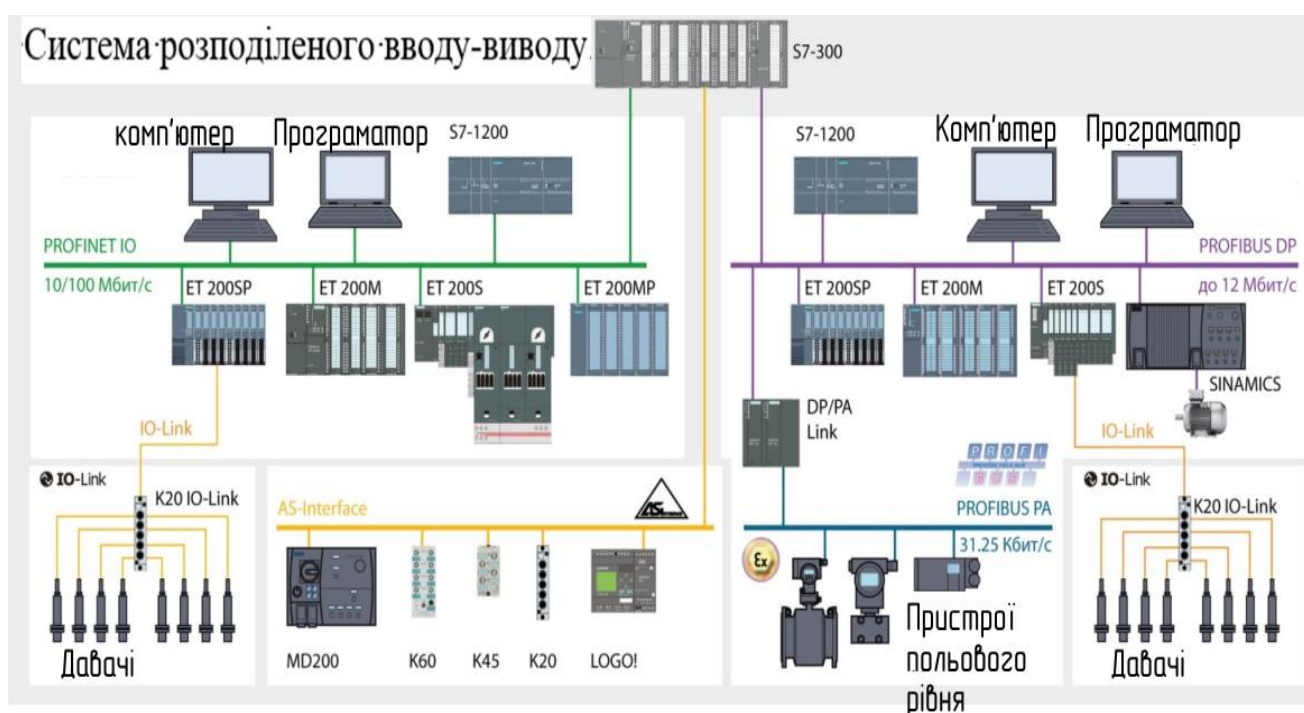 Система·розподіленого·вводу-виводу
S7-300
комп'ютер
Програматор
S7-1200
PROFINET IO
10/100 Мбит/с
ET 200SP
ET 200M
ET 200S
ET 200MP
IO-Link
IO-Link
K20 IO-Link
Давачі
AS-Interface
MD200
K60
K45
K20
LOGO!
S7-1200
Комп'ютер
Програматор
PROFIBUS DP
до 12 Мбит/с
ET 200SP
ET 200M
ET 200S
SINAMICS
DP/PA
Link
IO-Link
PROFI
BUS
PROFIBUS PA
31.25 Кбит/с
Ex
Пристрої
польового
рівня
IO-Link
K20 IO-Link
Давачі